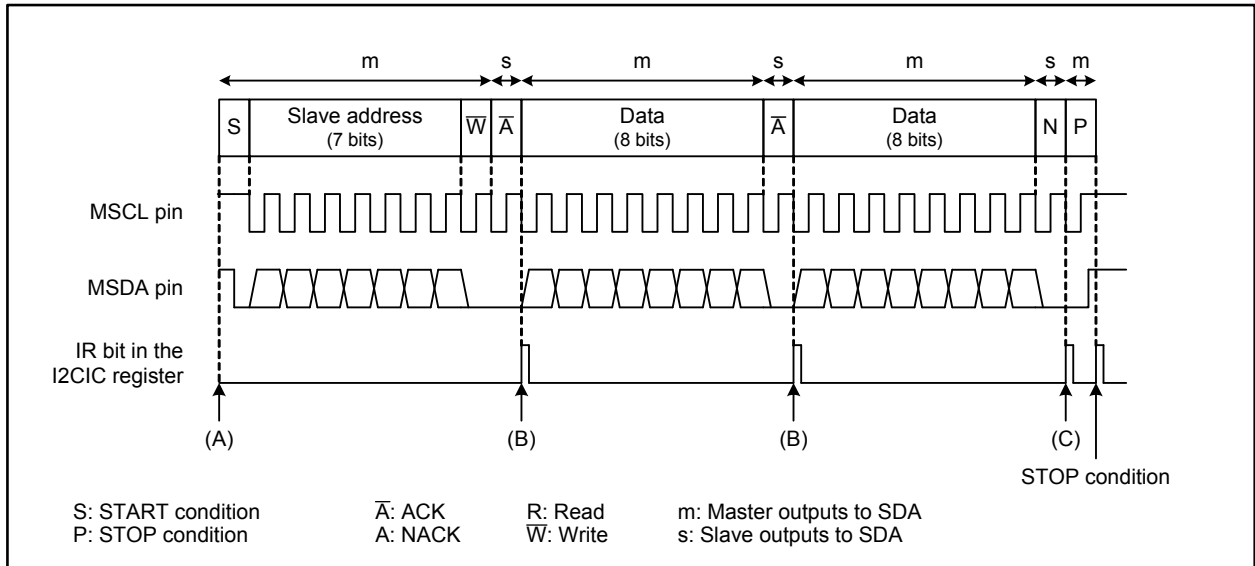 m s m s m s m
S Slave address (7 bits) W̅ A̅ Data (8 bits) A̅ Data (8 bits) N P
MSCL pin
MSDA pin
IR bit in the
I2CIC register
(A) (B) (B) (C)
STOP condition
S: START condition A̅: ACK R: Read m: Master outputs to SDA
P: STOP condition A: NACK W̅: Write s: Slave outputs to SDA